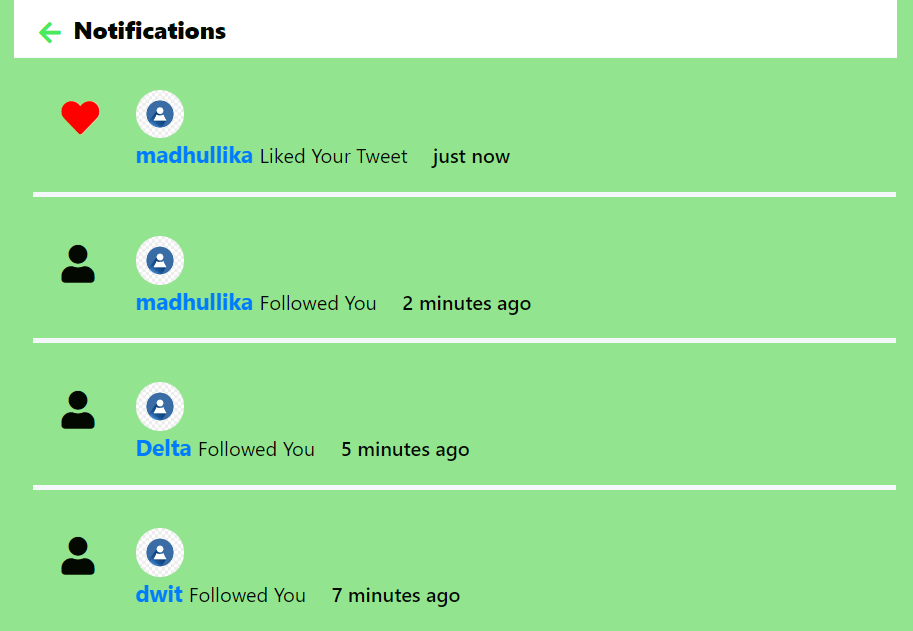 Notifications
madhullika Liked Your Tweet just now
madhullika Followed You 2 minutes ago
Delta Followed You 5 minutes ago
dwit Followed You 7 minutes ago